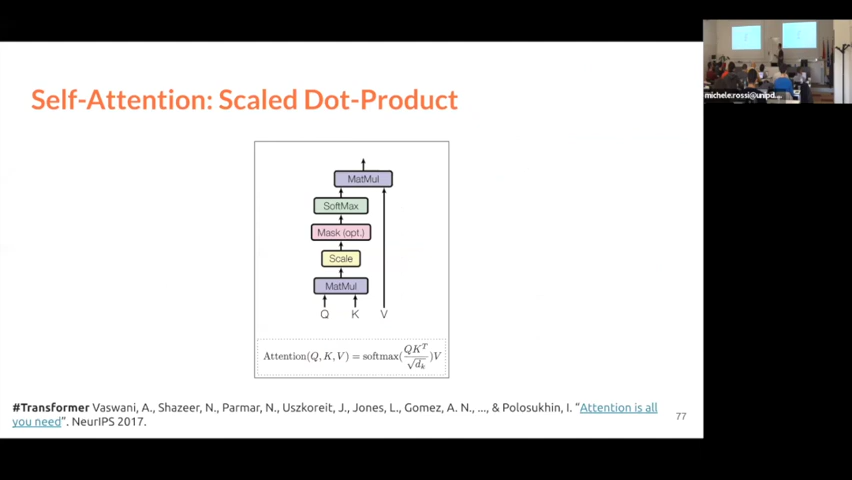 Self-Attention: Scaled Dot-Product
MatMul
SoftMax
Mask (opt.)
Scale
MatMul
Q K V
Attention(Q, K, V) = softmax(QK^T/√d_k)V
#Transformer Vaswani, A., Shazeer, N., Parmar, N., Uszkoreit, J., Jones, L., Gomez, A. N., ..., & Polosukhin, I. "Attention is all
you need". NeurIPS 2017.
77
michele.rossi@unipd....